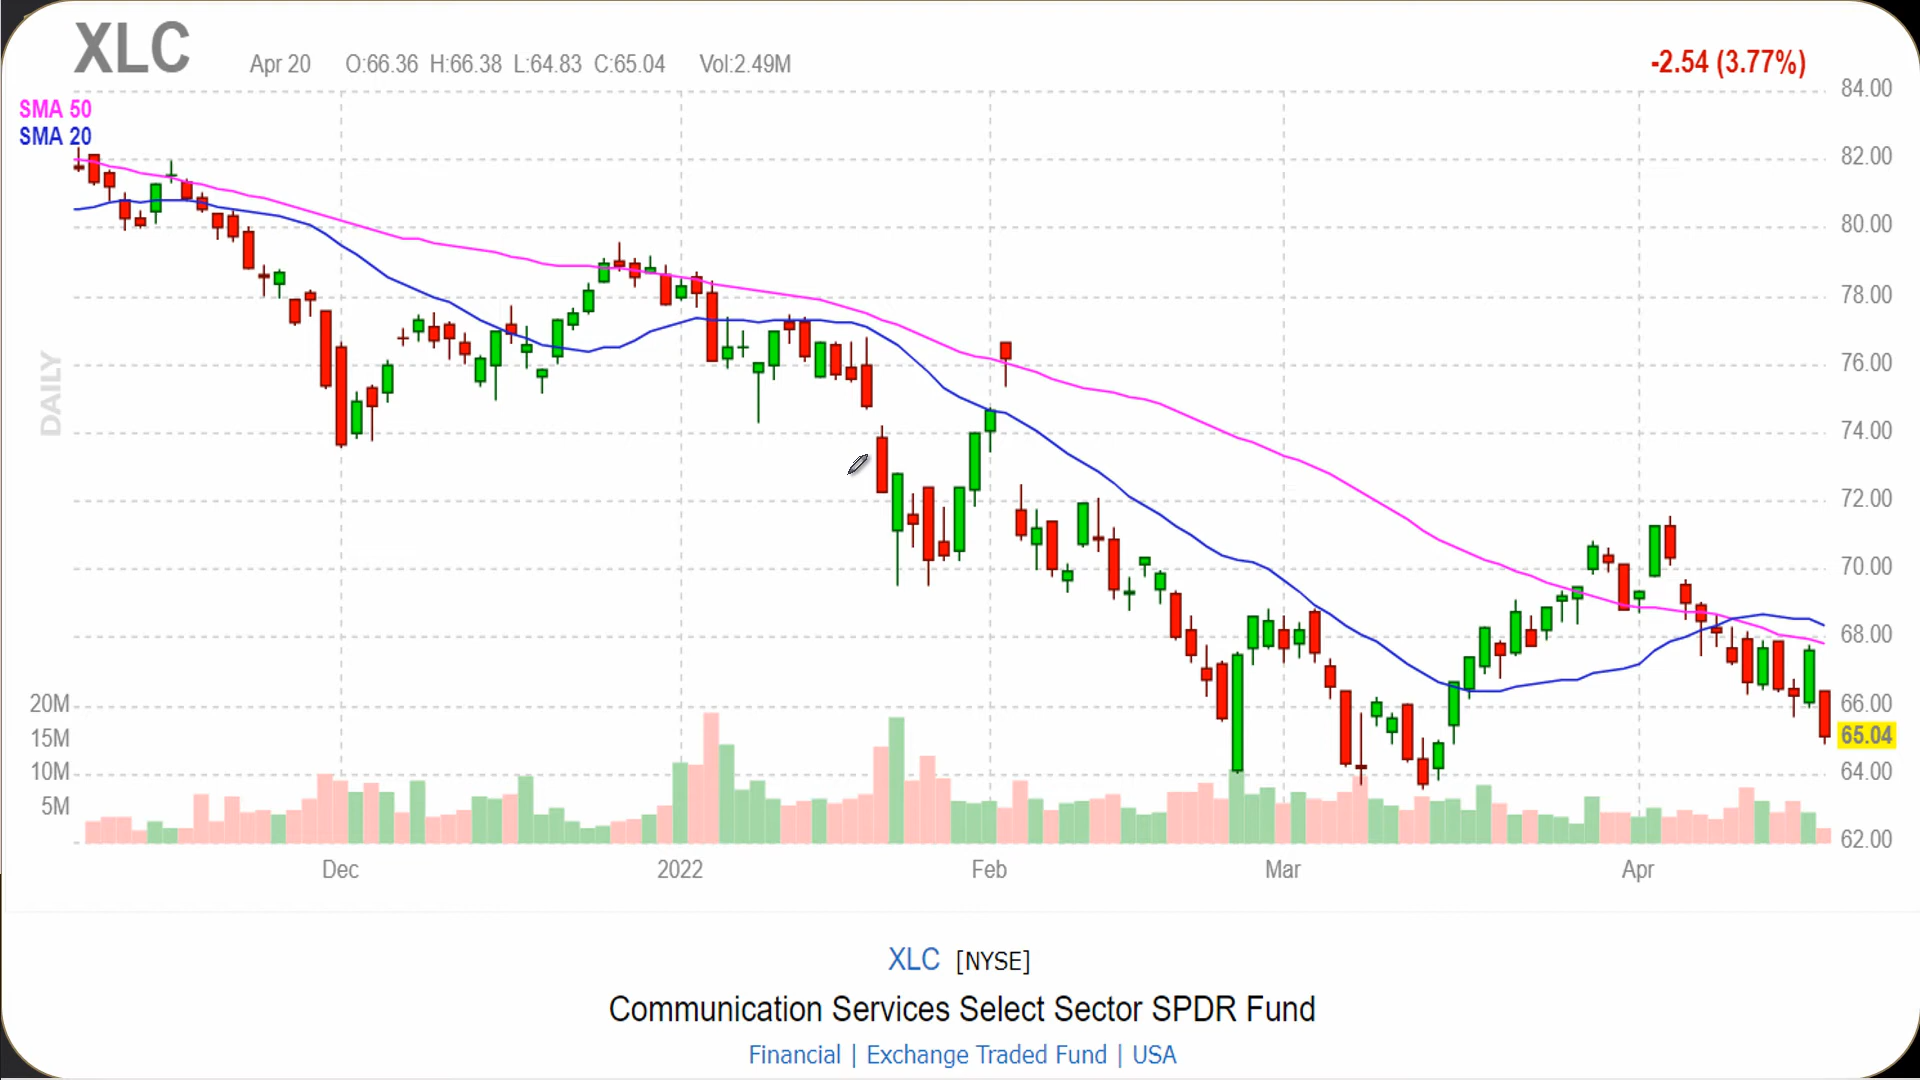 XLC Apr 20 O:66.36 H:66.38 L:64.83 C:65.04 Vol:2.49M -2.54 (3.77%)
SMA 50
SMA 20
84.00
82.00
80.00
78.00
76.00
74.00
72.00
70.00
68.00
66.00
65.04
64.00
62.00
DAILY
20M
15M
10M
5M
Dec 2022 Feb Mar Apr
XLC [NYSE]
Communication Services Select Sector SPDR Fund
Financial | Exchange Traded Fund | USA